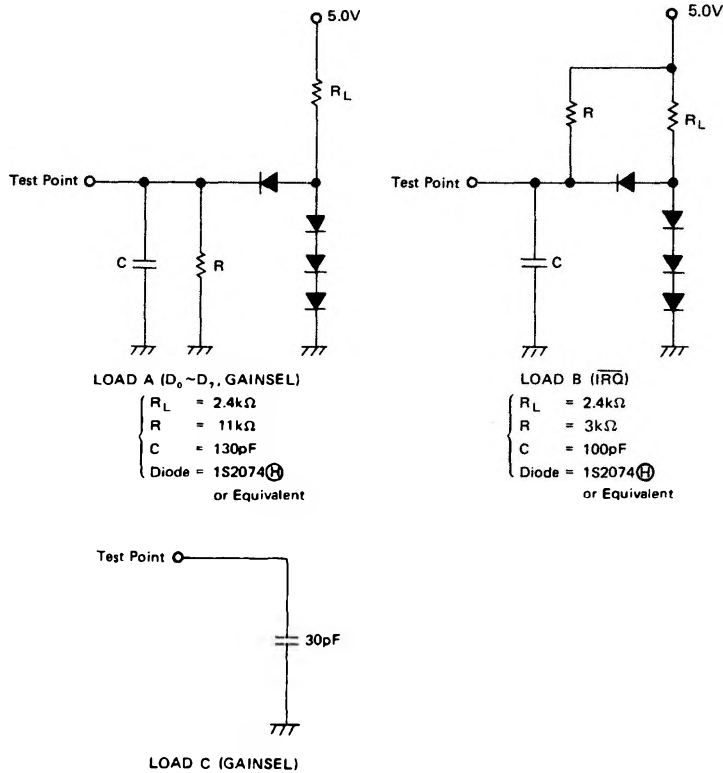 5.0V
R_L
Test Point
C
R
LOAD A (D₀~D₇, GAINSEL)
R_L = 2.4kΩ
R = 11kΩ
C = 130pF
Diode = 1S2074Ⓗ
or Equivalent
5.0V
R
R_L
Test Point
C
LOAD B (I̅R̅Q̅)
R_L = 2.4kΩ
R = 3kΩ
C = 100pF
Diode = 1S2074Ⓗ
or Equivalent
Test Point
30pF
LOAD C (GAINSEL)